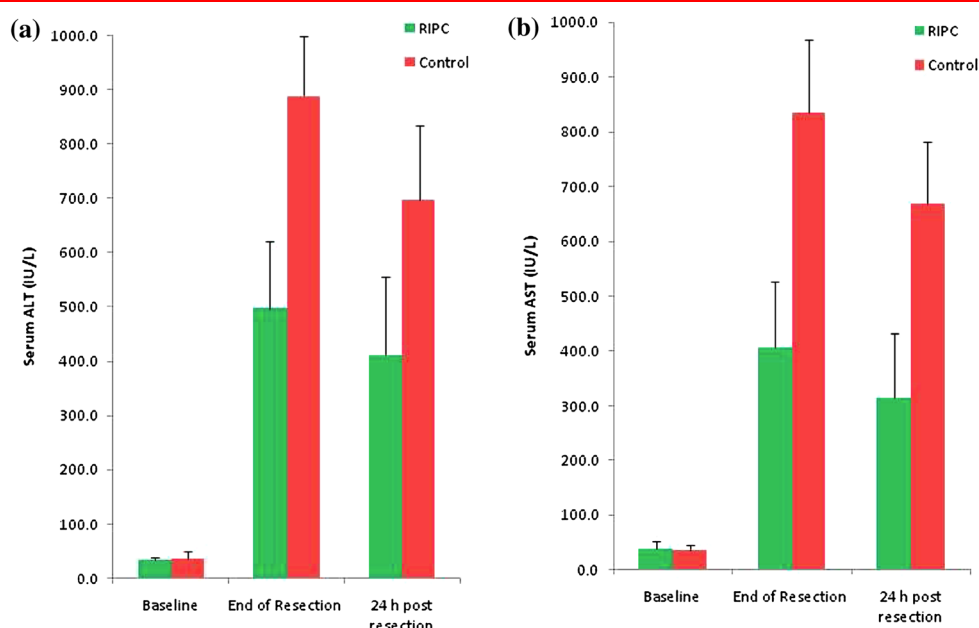 (a)
RIPC
Control
1000.0
900.0
800.0
700.0
600.0
500.0
400.0
300.0
200.0
100.0
0.0
Serum ALT (IU/L)
Baseline
End of Resection
24 h post
resection
(b)
RIPC
Control
1000.0
900.0
800.0
700.0
600.0
500.0
400.0
300.0
200.0
100.0
0.0
Serum AST (IU/L)
Baseline
End of Resection
24 h post
resection